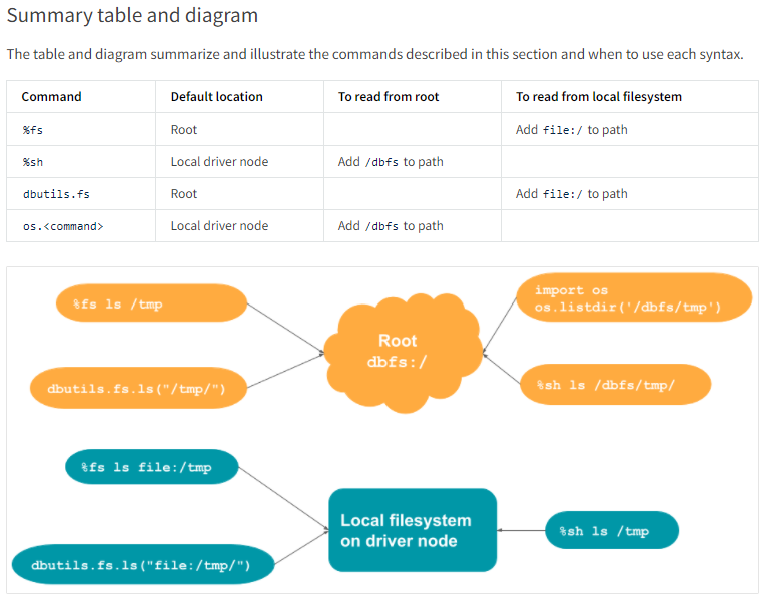 Summary table and diagram
The table and diagram summarize and illustrate the commands described in this section and when to use each syntax.
Command Default location To read from root To read from local filesystem
%fs Root Add file:/ to path
%sh Local driver node Add /dbfs to path
dbutils.fs Root Add file:/ to path
os.<command> Local driver node Add /dbfs to path
%fs ls /tmp
dbutils.fs.ls("/tmp/")
Root
dbfs:/
import os
os.listdir('/dbfs/tmp')
%sh ls /dbfs/tmp/
%fs ls file:/tmp
dbutils.fs.ls("file:/tmp/")
Local filesystem
on driver node
%sh ls /tmp